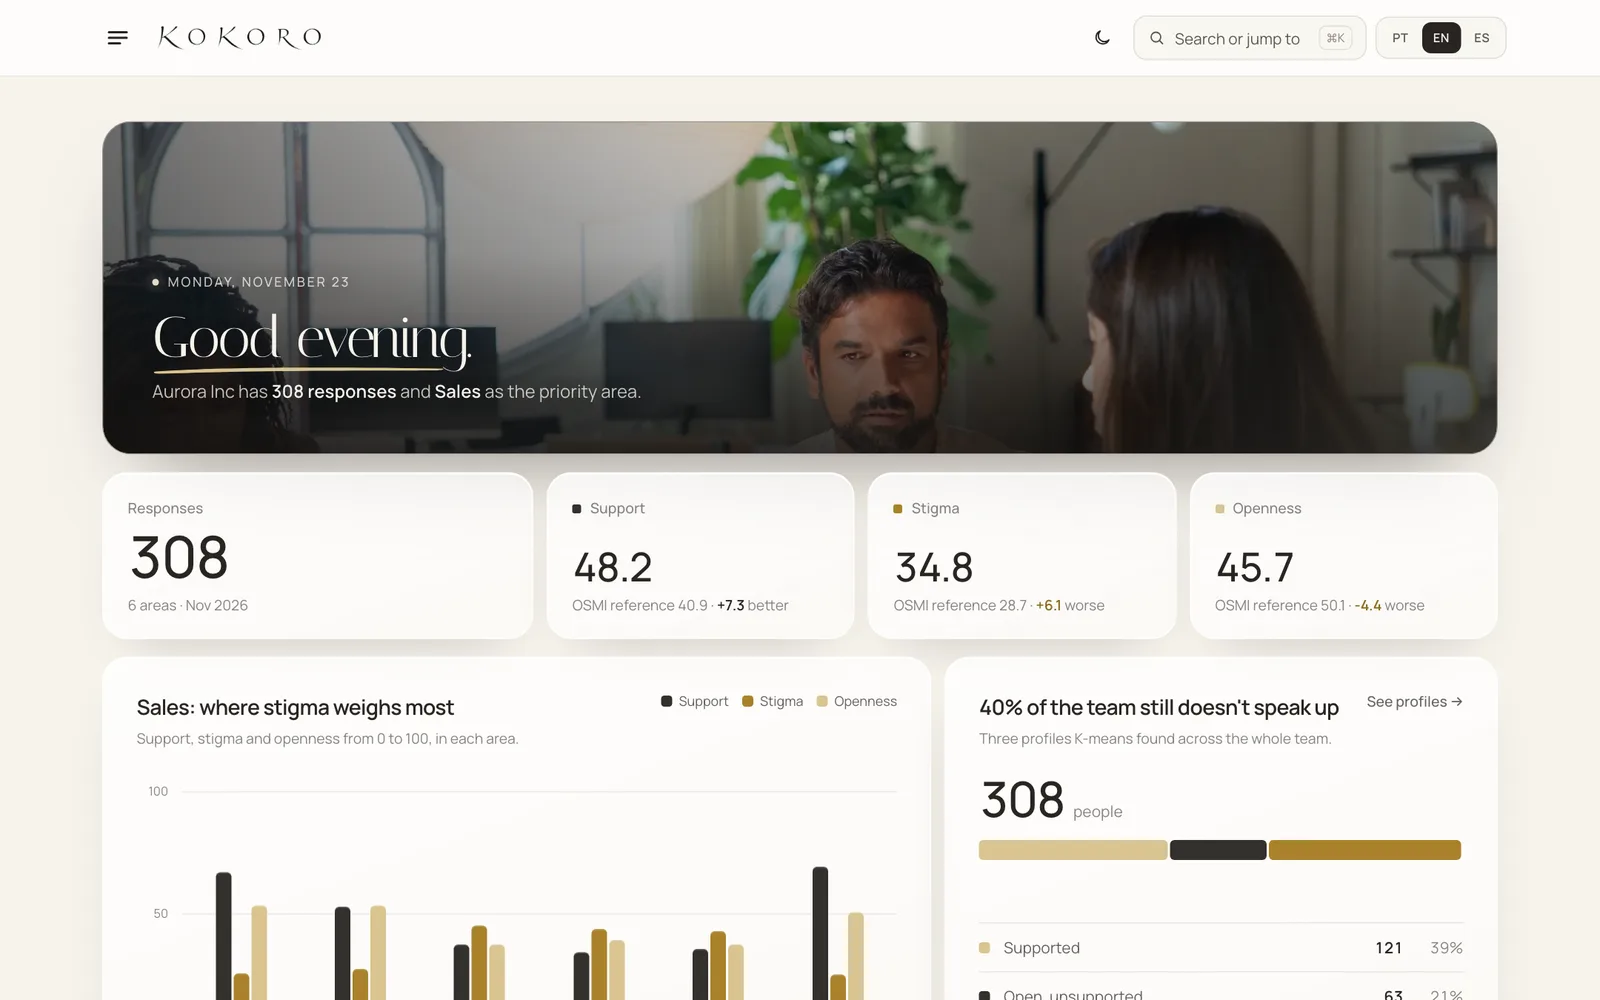 KOKORO
Search or jump to ⌘K
PT EN ES
MONDAY, NOVEMBER 23
Good evening.
Aurora Inc has 308 responses and Sales as the priority area.
Responses
308
6 areas · Nov 2026
Support
48.2
OSMI reference 40.9 · +7.3 better
Stigma
34.8
OSMI reference 28.7 · +6.1 worse
Openness
45.7
OSMI reference 50.1 · -4.4 worse
Sales: where stigma weighs most
Support Stigma Openness
Support, stigma and openness from 0 to 100, in each area.
100
50
40% of the team still doesn't speak up
See profiles →
Three profiles K-means found across the whole team.
308 people
Supported 121 39%
Open, unsupported 63 21%